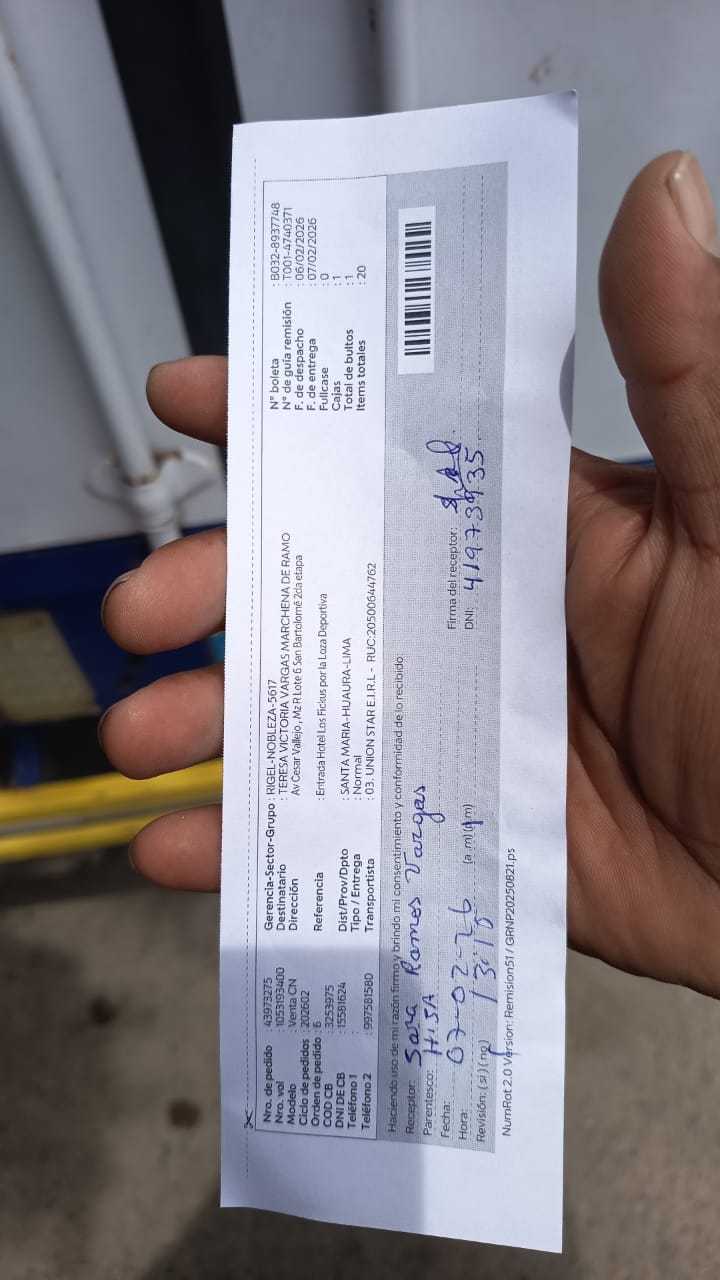 Nro. de pedido : 43973275
Nro. vol : 1053193400
Modelo : Venta CN
Ciclo de pedidos : 202602
Orden de pedido : 6
COD CB : 3253975
DNI DE CB : 15581624
Teléfono 1 :
Teléfono 2 : 997581580
Gerencia-Sector-Grupo : RIGEL-NOBLEZA-5617
Destinatario : TERESA VICTORIA VARGAS MARCHENA DE RAMO
Dirección Av Cesar Vallejo , Mz R Lote 6 San Bartolomé 2da etapa
Referencia : Entrada Hotel Los Fickus por la Loza Deportiva
Dist/Prov/Dpto : SANTA MARIA-HUAURA-LIMA
Tipo / Entrega : Normal
Transportista : 03. UNION STAR E.I.R.L - RUC:20500644762
N° boleta : B032-8937748
N° de guía remisión : T001-4740371
F. de despacho : 06/02/2026
F. de entrega : 07/02/2026
Fullcase : 0
Cajas : 1
Total de bultos : 1
Items totales : 20
Haciendo uso de mi razón firmo y brindo mi consentimiento y conformidad de lo recibido:
Receptor: Sara Ramos Vargas
Parentesco: HIJA
Fecha: 07-02-26
Hora: 13:10 (a m) (p m)
Revisión: ( si ) ( no )
Firma del receptor:
DNI: 41973935
NumRot 2.0 Version: Remision51 / GRNP20250821.ps